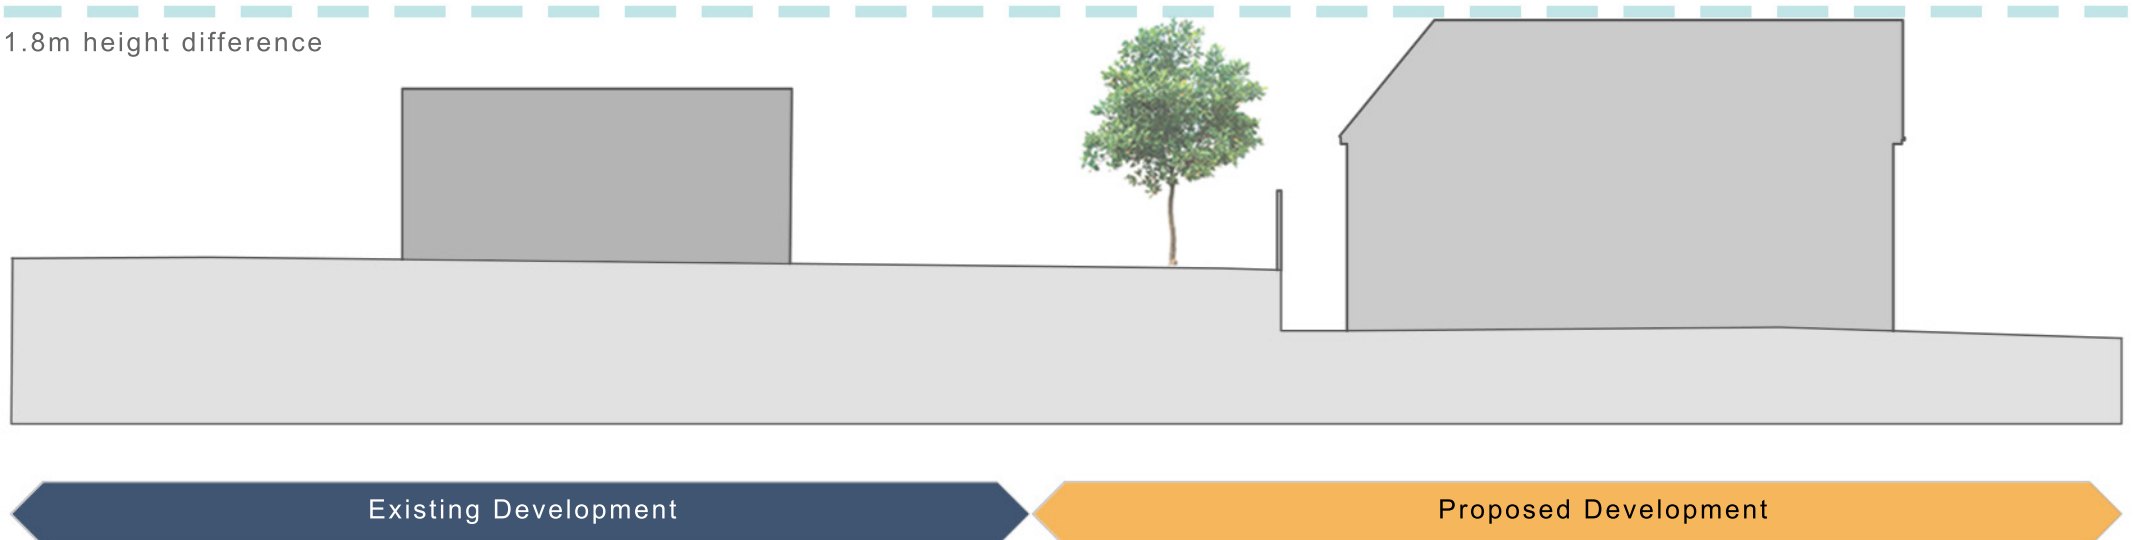 1.8m height difference
Existing Development
Proposed Development